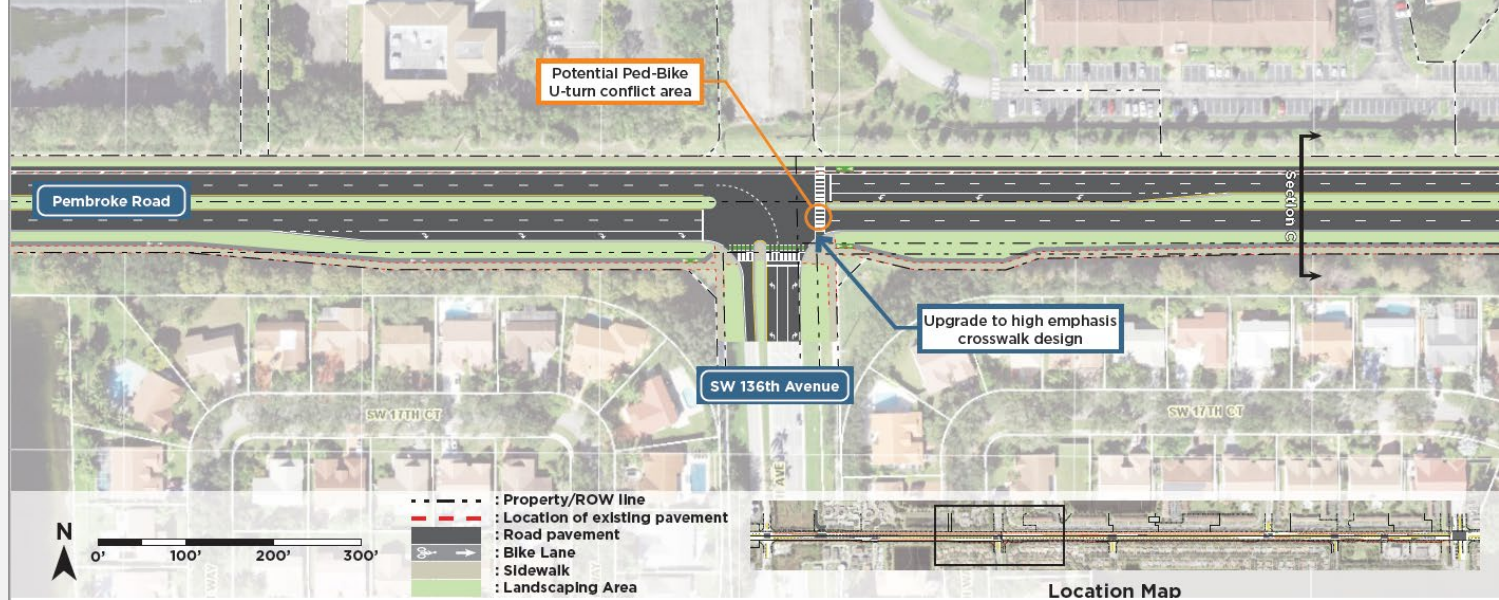 Potential Ped-Bike
U-turn conflict area
Pembroke Road
Section C
Upgrade to high emphasis
crosswalk design
SW 136th Avenue
SW 17TH CT
SW 17TH CT
AVE
WAY
N
0' 100' 200' 300'
: Property/ROW line
: Location of existing pavement
: Road pavement
: Bike Lane
: Sidewalk
: Landscaping Area
Location Map